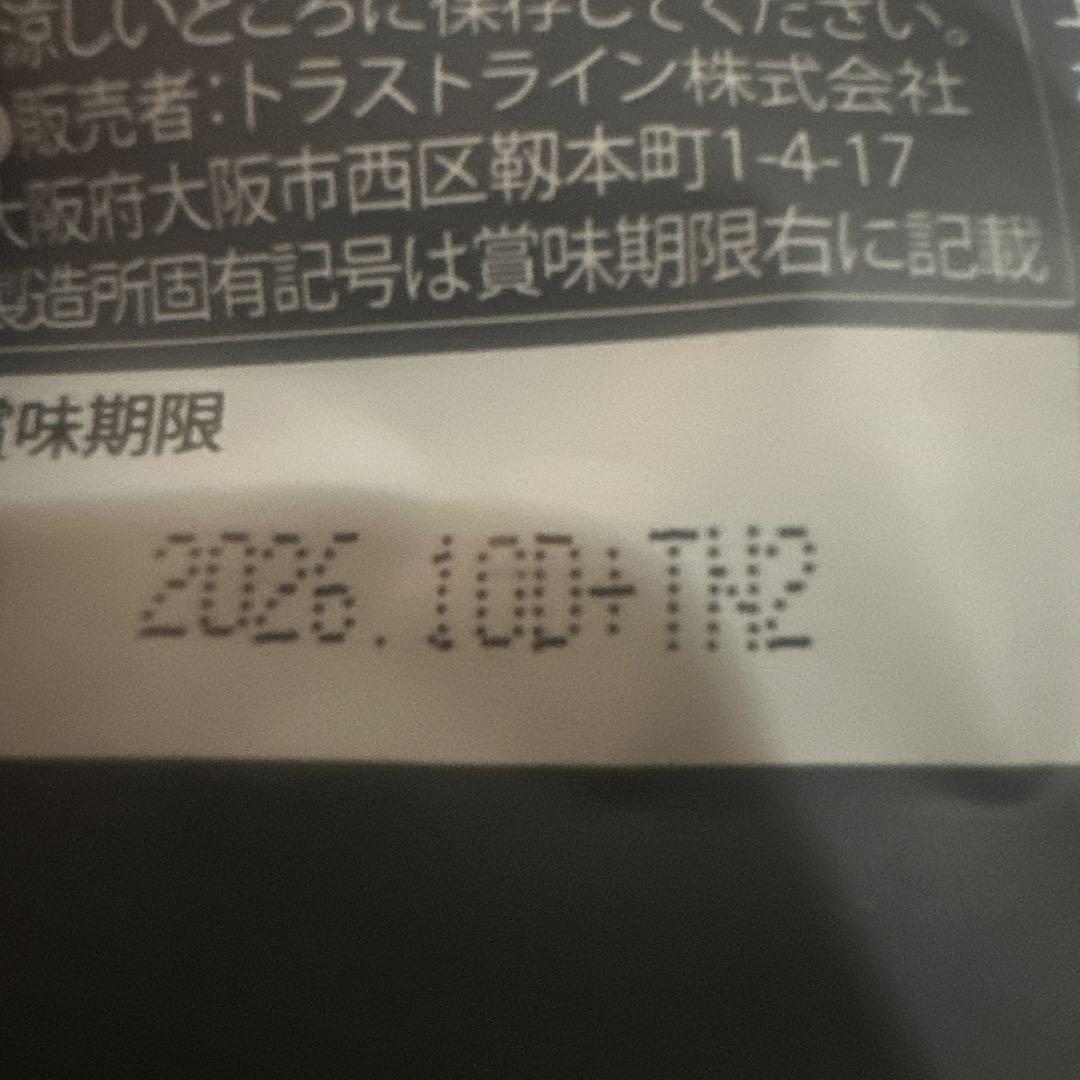 涼しいところに保存してください。
販売者:トラストライン株式会社
大阪府大阪市西区靱本町1-4-17
製造所固有記号は賞味期限右に記載
賞味期限
2026.10D+TN2